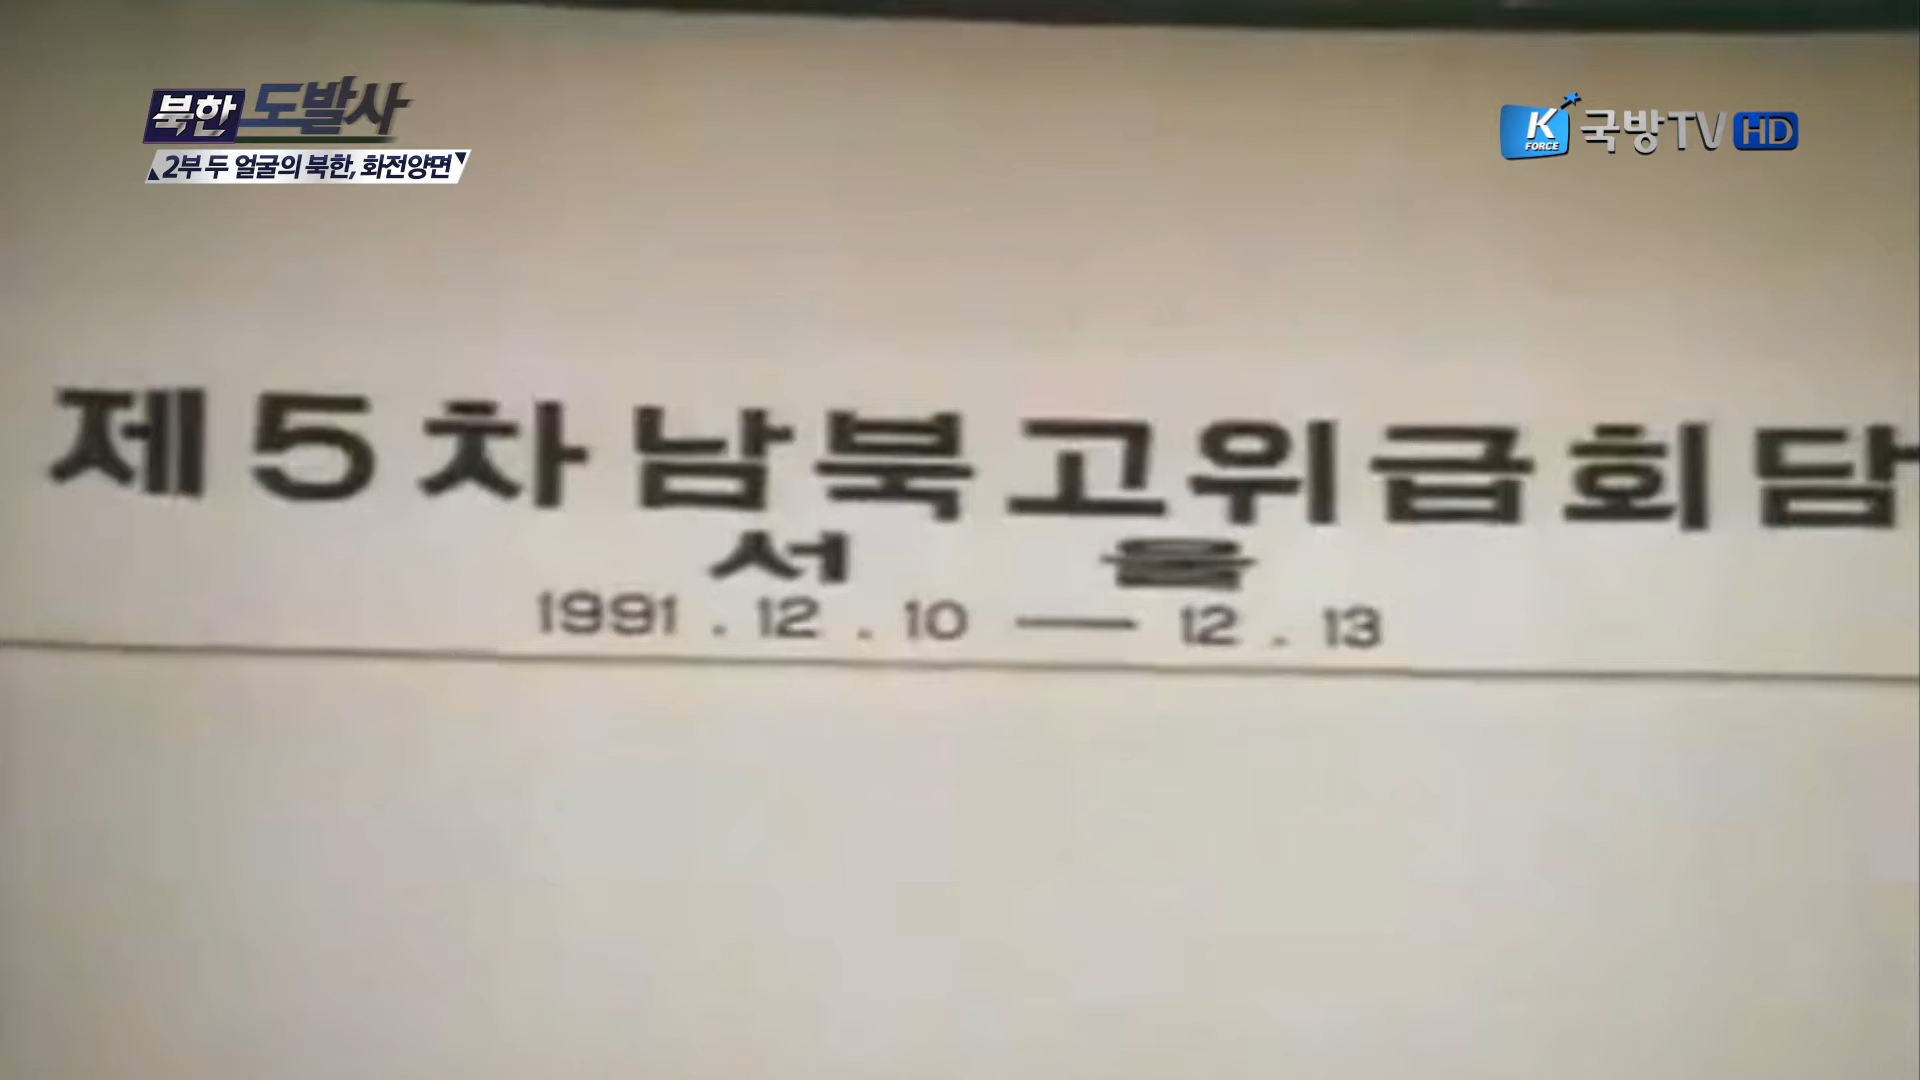 북한 도발사
2부 두 얼굴의 북한, 화전양면
K FORCE 국방TV HD
제5차 남북고위급회담
서 울
1991. 12. 10 — 12. 13